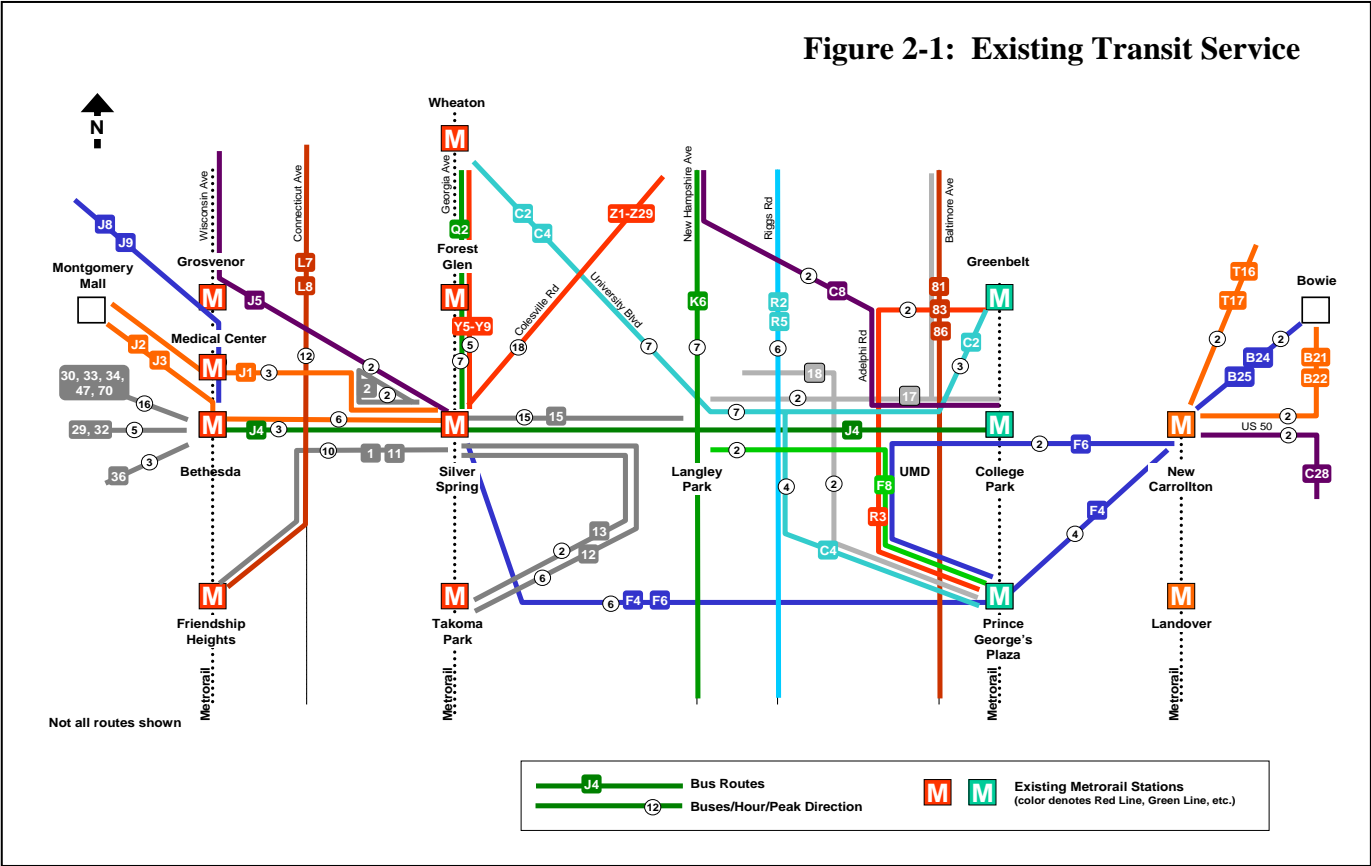 Figure 2-1: Existing Transit Service
N
Wheaton
M
Wisconsin Ave
Connecticut Ave
Georgia Ave
New Hampshire Ave
Riggs Rd
Baltimore Ave
J8
J9
Q2
C2
C4
Z1-Z29
Montgomery
Mall
Grosvenor
M
L7
L8
J5
Forest
Glen
M
Colesville Rd
University Blvd
K6
R2
R5
2
C8
Adelphi Rd
81
83
86
2
Greenbelt
M
C2
3
T16
T17
2
Bowie
B24
B25
B21
B22
Medical Center
M
J2
J3
J1
3
12
2
2
2
Y5-Y9
5
7
18
7
7
6
18
2
17
30, 33, 34,
47, 70
16
29, 32
5
3
36
M
Bethesda
6
J4
3
10
1
11
M
Silver
Spring
15
15
7
J4
Langley
Park
2
4
2
F8
R3
C4
UMD
M
College
Park
2
F6
M
New
Carrollton
2
US 50
2
C28
F4
4
13
2
12
6
6
F4
F6
M
Friendship
Heights
M
Takoma
Park
M
Prince
George's
Plaza
M
Landover
Metrorail
Metrorail
Metrorail
Metrorail
Not all routes shown
J4
Bus Routes
12
Buses/Hour/Peak Direction
M
M
Existing Metrorail Stations
(color denotes Red Line, Green Line, etc.)